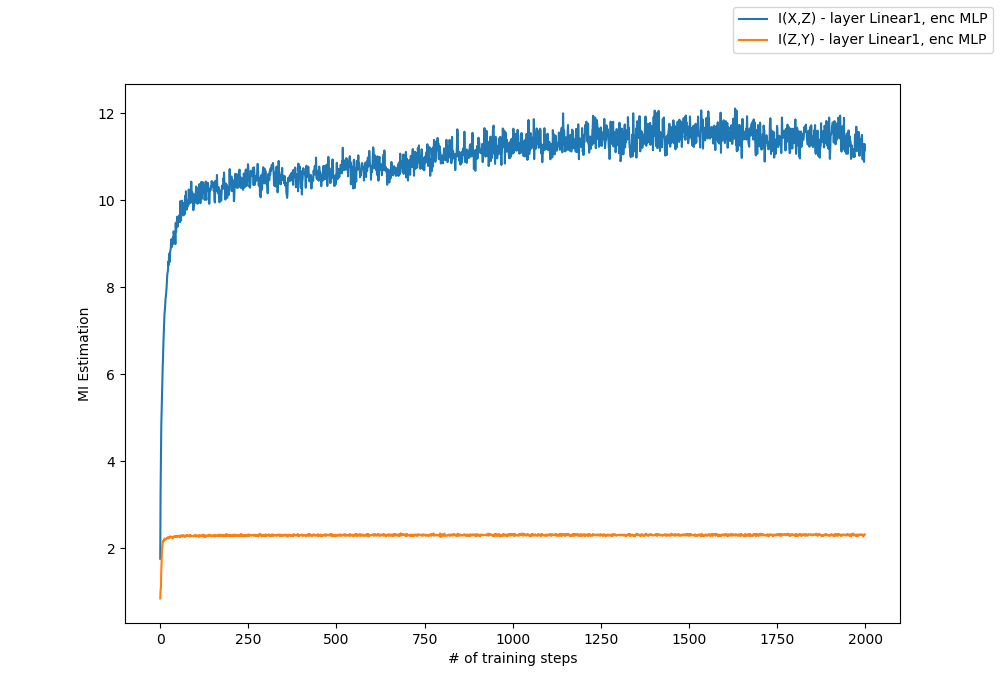 I(X,Z) - layer Linear1, enc MLP
I(Z,Y) - layer Linear1, enc MLP
12
10
8
6
4
2
MI Estimation
0 250 500 750 1000 1250 1500 1750 2000
# of training steps